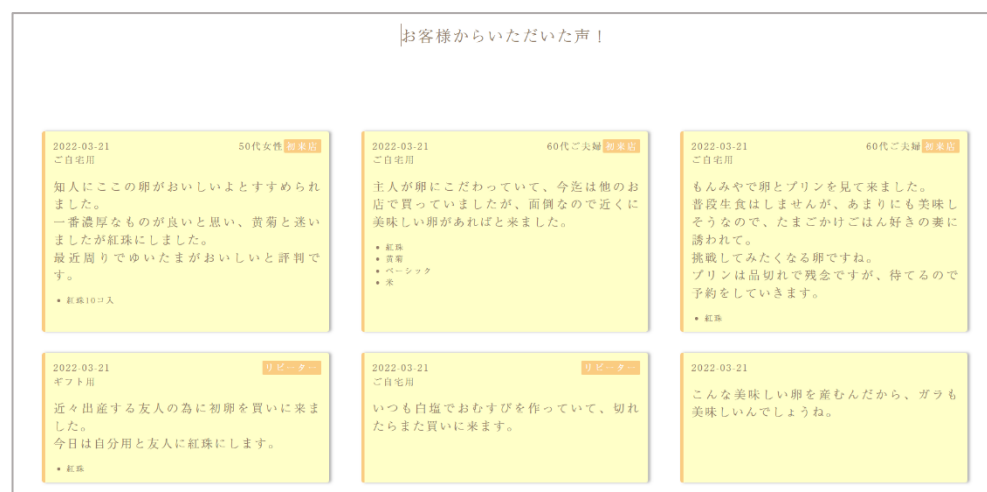 お客様からいただいた声！
2022-03-21 50代女性 初来店
ご自宅用
知人にここの卵がおいしいよとすすめられ
ました。
一番濃厚なものが良いと思い、黄菊と迷い
ましたが紅珠にしました。
最近周りでゆいたまがおいしいと評判で
す。
• 紅珠10コ入
2022-03-21 60代ご夫婦 初来店
ご自宅用
主人が卵にこだわっていて、今迄は他のお
店で買っていましたが、面倒なので近くに
美味しい卵があればと来ました。
• 紅珠
• 黄菊
• ベーシック
• 米
2022-03-21 60代ご夫婦 初来店
ご自宅用
もんみやで卵とプリンを見て来ました。
普段生食はしませんが、あまりにも美味し
そうなので、たまごかけごはん好きの妻に
誘われて。
挑戦してみたくなる卵ですね。
プリンは品切れで残念ですが、待てるので
予約をしていきます。
• 紅珠
2022-03-21 リピーター
ギフト用
近々出産する友人の為に初卵を買いに来ま
した。
今日は自分用と友人に紅珠にします。
• 紅珠
2022-03-21 リピーター
ご自宅用
いつも白塩でおむすびを作っていて、切れ
たらまた買いに来ます。
2022-03-21
こんな美味しい卵を産むんだから、ガラも
美味しいんでしょうね。